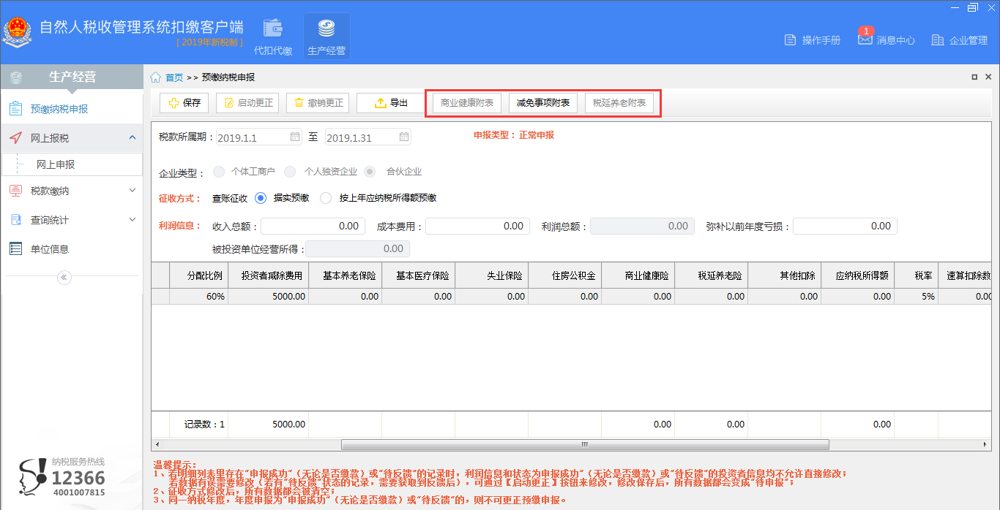 自然人税收管理系统扣缴客户端
[ 2019年新税制 ]
代扣代缴
生产经营
操作手册
1
消息中心
企业管理
生产经营
预缴纳税申报
网上报税
网上申报
税款缴纳
查询统计
单位信息
纳税服务热线
12366
4001007815
首页 >> 预缴纳税申报
保存 启动更正 撤销更正 导出 商业健康附表 减免事项附表 税延养老附表
税款所属期: 2019.1.1 至 2019.1.31 申报类型:正常申报
企业类型: 个体工商户 个人独资企业 合伙企业
征收方式: 查账征收 据实预缴 按上年应纳税所得额预缴
利润信息: 收入总额: 0.00 成本费用: 0.00 利润总额: 0.00 弥补以前年度亏损: 0.00
被投资单位经营所得: 0.00
分配比例 投资者减除费用 基本养老保险 基本医疗保险 失业保险 住房公积金 商业健康险 税延养老险 其他扣除 应纳税所得额 税率 速算扣除数
60% 5000.00 0.00 0.00 0.00 0.00 0.00 0.00 0.00 0.00 5% 0.00
记录数:1 5000.00 0.00 0.00 0.00
温馨提示:
1、若明细列表里存在“申报成功”（无论是否缴款）或“待反馈”的记录时，利润信息和状态为申报成功”（无论是否缴款）或“待反馈”的投资者信息均不允许直接修改；
若数据有误需要修改（若有“待反馈”状态的记录，需要获取到反馈后），可通过【启动更正】按钮来修改，修改保存后，所有数据都会变成“待申报”；
2、征收方式修改后，所有数据都会被清空；
3、同一纳税年度，年度申报为“申报成功”（无论是否缴款）或“待反馈”的，则不可更正预缴申报。